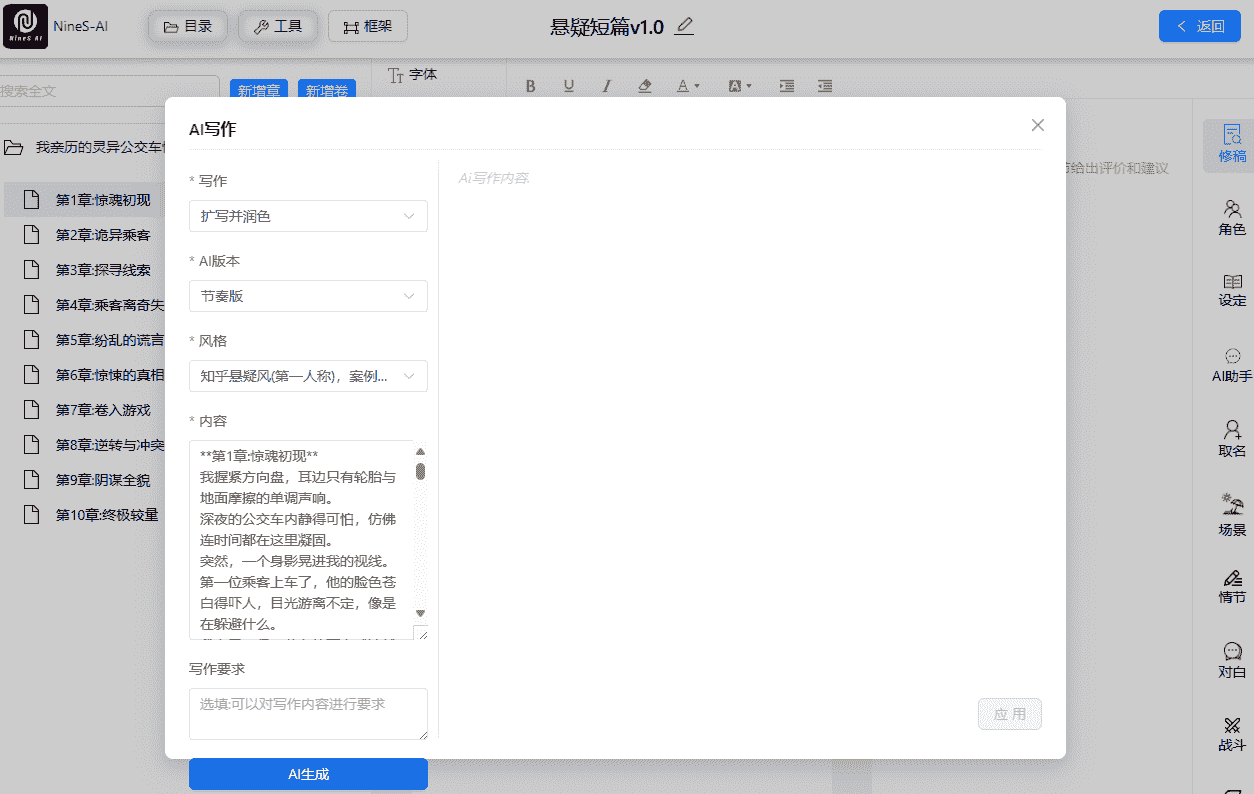 NineS AI
NineS-AI
目录
工具
框架
悬疑短篇v1.0
返回
搜索全文
新增章
新增卷
字体
B U I A A
我亲历的灵异公交车
第1章:惊魂初现
第2章:诡异乘客
第3章:探寻线索
第4章:乘客离奇失
第5章:纷乱的谎言
第6章:惊悚的真相
第7章:卷入游戏
第8章:逆转与冲突
第9章:阴谋全貌
第10章:终极较量
AI写作
* 写作
扩写并润色
* AI版本
节奏版
* 风格
知乎悬疑风(第一人称)，案例...
* 内容
**第1章:惊魂初现**
我握紧方向盘，耳边只有轮胎与
地面摩擦的单调声响。
深夜的公交车内静得可怕，仿佛
连时间都在这里凝固。
突然，一个身影晃进我的视线。
第一位乘客上车了，他的脸色苍
白得吓人，目光游离不定，像是
在躲避什么。
写作要求
选填:可以对写作内容进行要求
AI生成
Ai写作内容.
应 用
给出评价和建议
修稿
角色
设定
AI助手
取名
场景
情节
对白
战斗